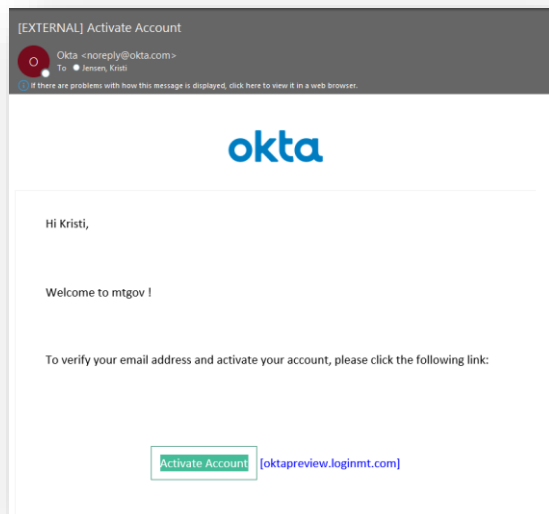 [EXTERNAL] Activate Account
O
Okta <noreply@okta.com>
To Jensen, Kristi
If there are problems with how this message is displayed, click here to view it in a web browser.
okta
Hi Kristi,
Welcome to mtgov !
To verify your email address and activate your account, please click the following link:
Activate Account [oktapreview.loginmt.com]